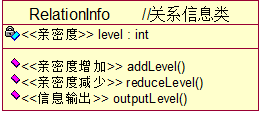 RelationInfo //关系信息类
<<亲密度>> level : int
<<亲密度增加>> addLevel()
<<亲密度减少>> reduceLevel()
<<信息输出>> outputLevel()